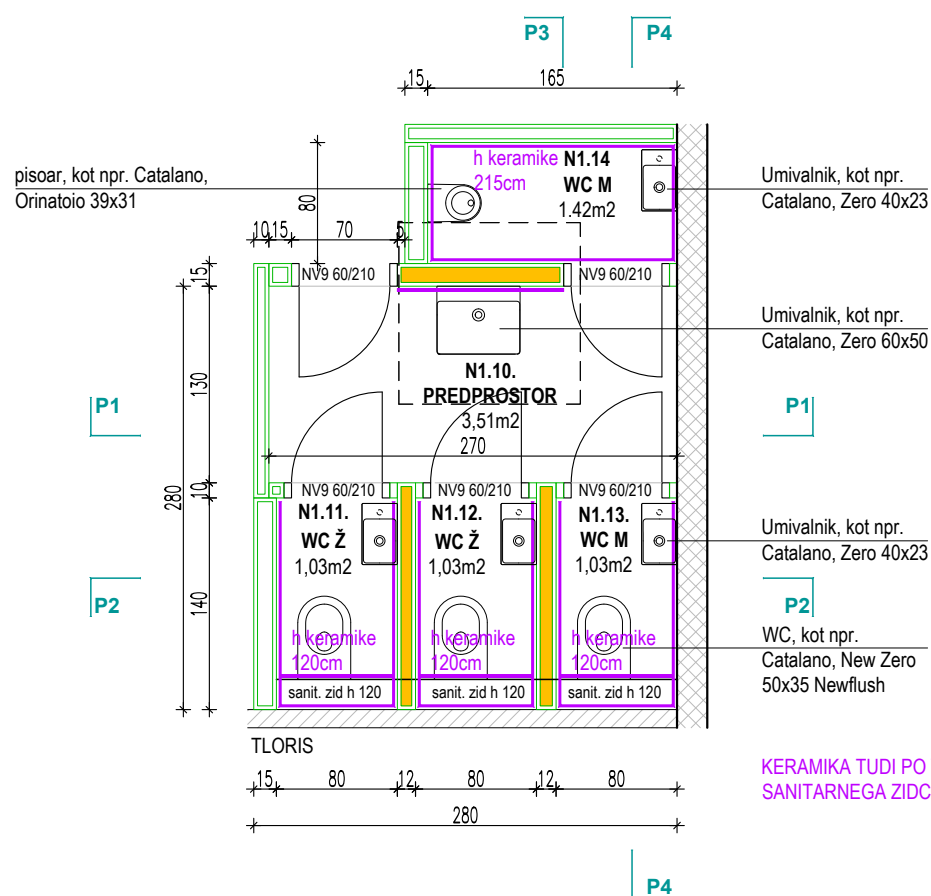 P3
P4
15
165
h keramike
215cm
N1.14
WC M
1.42m2
pisoar, kot npr. Catalano,
Orinatoio 39x31
Umivalnik, kot npr.
Catalano, Zero 40x23
80
10
15
70
5
15
NV9 60/210
NV9 60/210
Umivalnik, kot npr.
Catalano, Zero 60x50
N1.10.
PREDPROSTOR
3,51m2
130
P1
P1
270
280
10
NV9 60/210
NV9 60/210
NV9 60/210
N1.11.
WC Ž
1,03m2
N1.12.
WC Ž
1,03m2
N1.13.
WC M
1,03m2
Umivalnik, kot npr.
Catalano, Zero 40x23
P2
P2
140
h keramike
120cm
h keramike
120cm
h keramike
120cm
WC, kot npr.
Catalano, New Zero
50x35 Newflush
sanit. zid h 120
sanit. zid h 120
sanit. zid h 120
TLORIS
KERAMIKA TUDI PO
SANITARNEGA ZIDC
15
80
12
80
12
80
280
P4